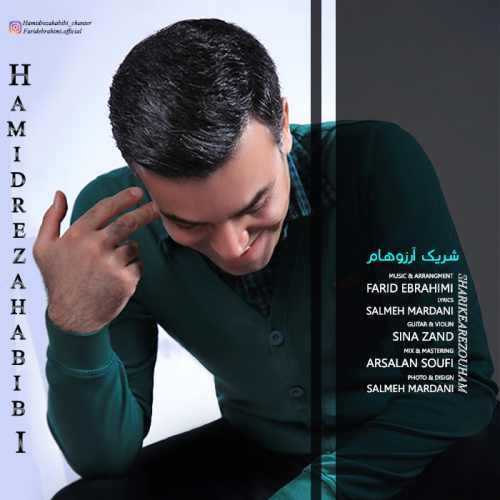 Hamidrezahabibi_chanter
Faridebrahimi.official
HAMIDREZAHABIBI
شریک آرزوهام
MUSIC & ARRANGMENT
FARID EBRAHIMI
LYRICS
SALMEH MARDANI
GUITAR & VIOLIN
SINA ZAND
MIX & MASTERING
ARSALAN SOUFI
PHOTO & DISIGN
SALMEH MARDANI
SHARIKEAREZOUHAM